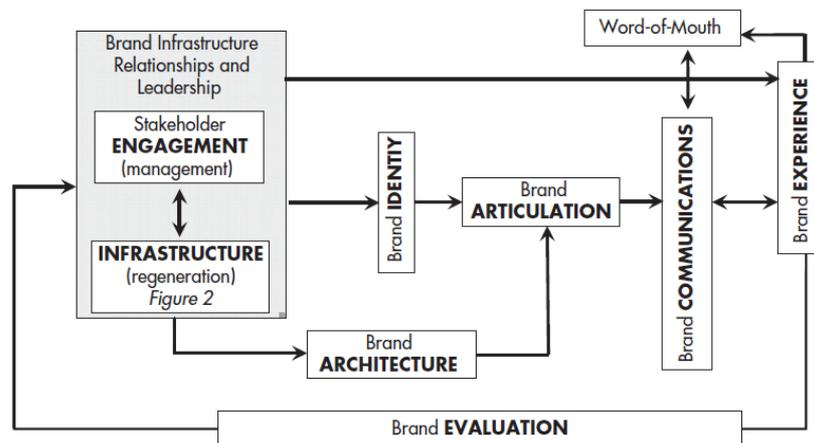 Brand Infrastructure
Relationships and
Leadership
Stakeholder
ENGAGEMENT
(management)
INFRASTRUCTURE
(regeneration)
Figure 2
Brand IDENTIY
Brand
ARCHITECTURE
Brand
ARTICULATION
Word-of-Mouth
Brand COMMUNICATIONS
Brand EXPERIENCE
Brand EVALUATION